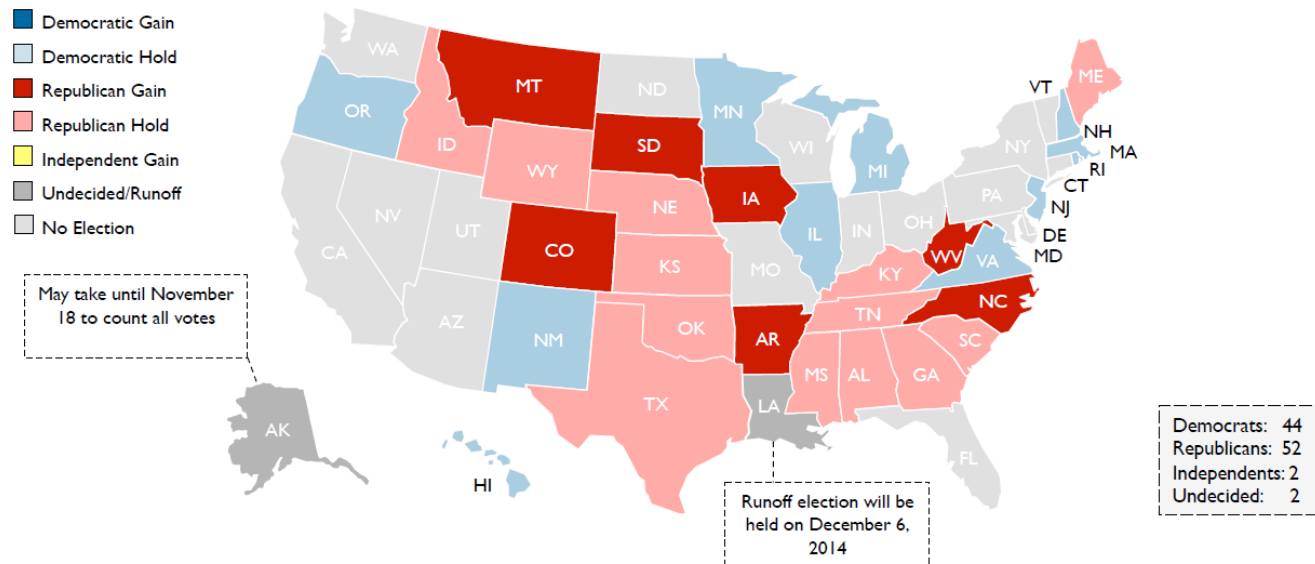 Democratic Gain
Democratic Hold
Republican Gain
Republican Hold
Independent Gain
Undecided/Runoff
No Election
May take until November
18 to count all votes
WA
MT
ND
MN
OR
ID
SD
WI
MI
WY
IA
NE
NV
UT
CO
IL
IN
OH
PA
NY
VT
ME
NH
MA
RI
CT
NJ
DE
MD
WV
VA
CA
KS
MO
KY
NC
TN
AZ
NM
OK
AR
SC
MS
AL
GA
TX
LA
FL
AK
HI
Runoff election will be
held on December 6,
2014
Democrats: 44
Republicans: 52
Independents: 2
Undecided: 2